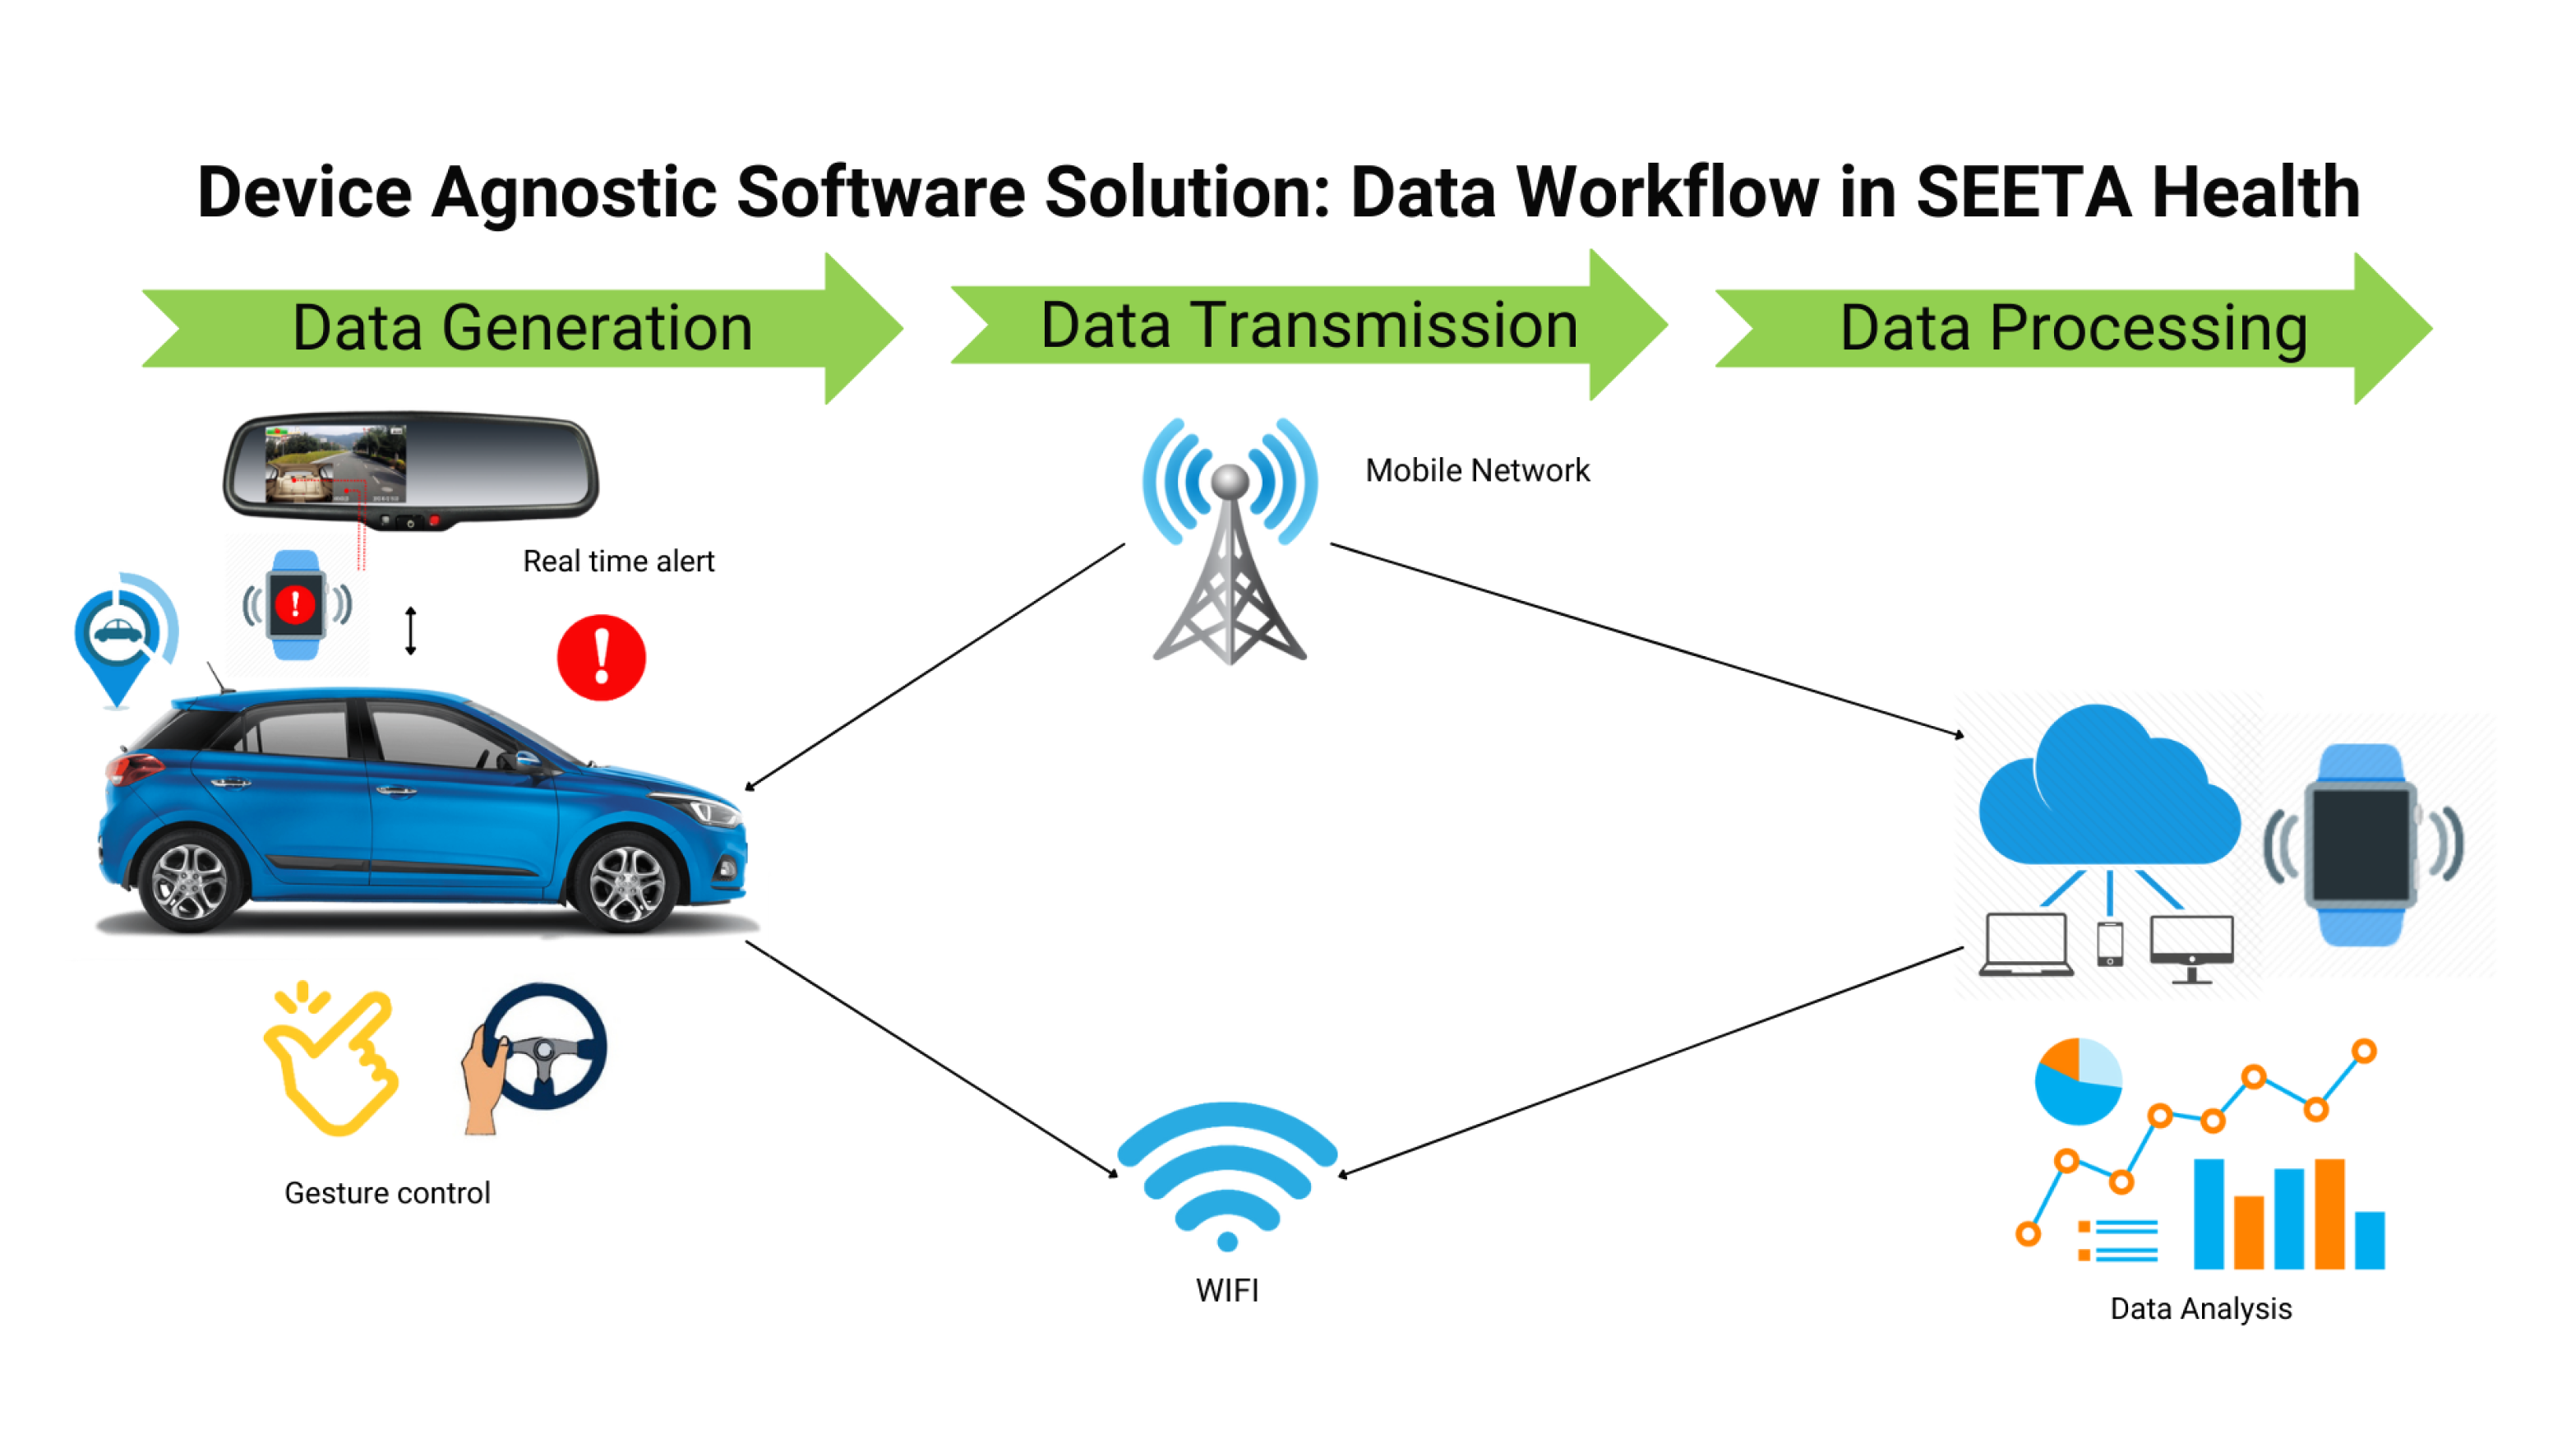 Device Agnostic Software Solution: Data Workflow in SEETA Health
Data Generation
Data Transmission
Data Processing
Mobile Network
Real time alert
Gesture control
WIFI
Data Analysis